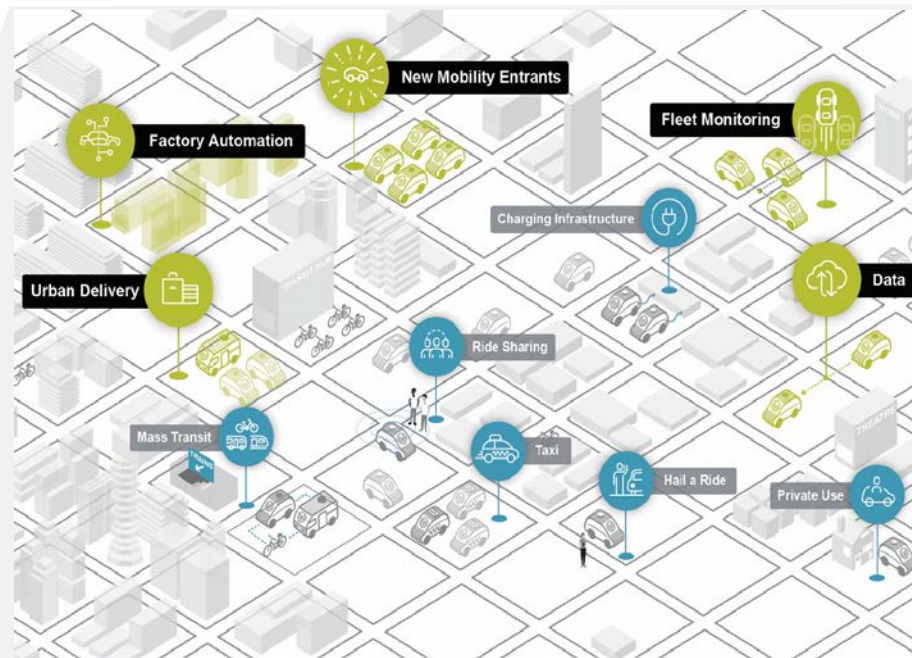 New Mobility Entrants
Fleet Monitoring
Factory Automation
Charging Infrastructure
Urban Delivery
Data
Ride Sharing
Mass Transit
TRAINS
Taxi
THEATRE
Hail a Ride
Private Use